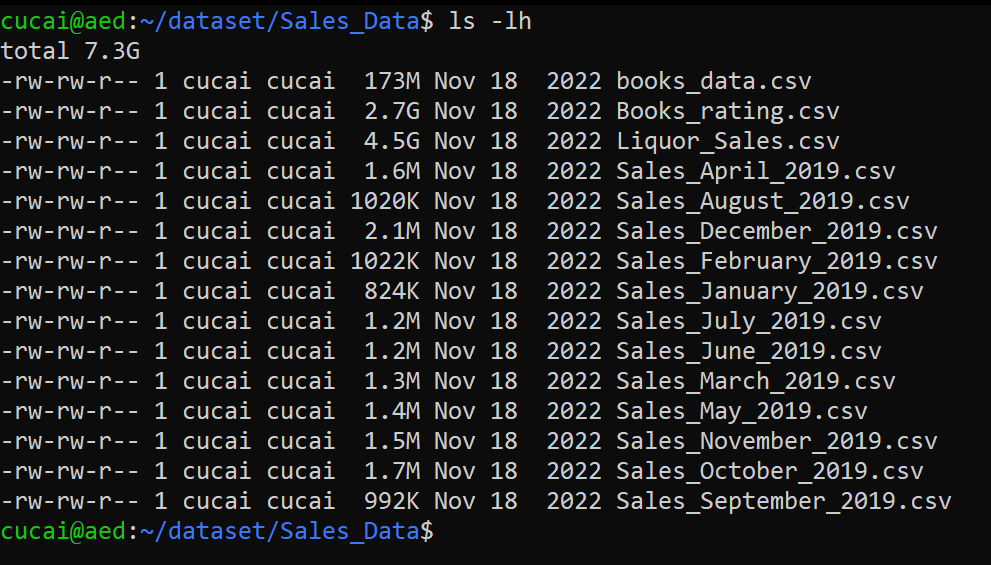 cucai@aed:~/dataset/Sales_Data$ ls -lh
total 7.3G
-rw-rw-r-- 1 cucai cucai  173M Nov 18  2022 books_data.csv
-rw-rw-r-- 1 cucai cucai  2.7G Nov 18  2022 Books_rating.csv
-rw-rw-r-- 1 cucai cucai  4.5G Nov 18  2022 Liquor_Sales.csv
-rw-rw-r-- 1 cucai cucai  1.6M Nov 18  2022 Sales_April_2019.csv
-rw-rw-r-- 1 cucai cucai 1020K Nov 18  2022 Sales_August_2019.csv
-rw-rw-r-- 1 cucai cucai  2.1M Nov 18  2022 Sales_December_2019.csv
-rw-rw-r-- 1 cucai cucai 1022K Nov 18  2022 Sales_February_2019.csv
-rw-rw-r-- 1 cucai cucai  824K Nov 18  2022 Sales_January_2019.csv
-rw-rw-r-- 1 cucai cucai  1.2M Nov 18  2022 Sales_July_2019.csv
-rw-rw-r-- 1 cucai cucai  1.2M Nov 18  2022 Sales_June_2019.csv
-rw-rw-r-- 1 cucai cucai  1.3M Nov 18  2022 Sales_March_2019.csv
-rw-rw-r-- 1 cucai cucai  1.4M Nov 18  2022 Sales_May_2019.csv
-rw-rw-r-- 1 cucai cucai  1.5M Nov 18  2022 Sales_November_2019.csv
-rw-rw-r-- 1 cucai cucai  1.7M Nov 18  2022 Sales_October_2019.csv
-rw-rw-r-- 1 cucai cucai  992K Nov 18  2022 Sales_September_2019.csv
cucai@aed:~/dataset/Sales_Data$